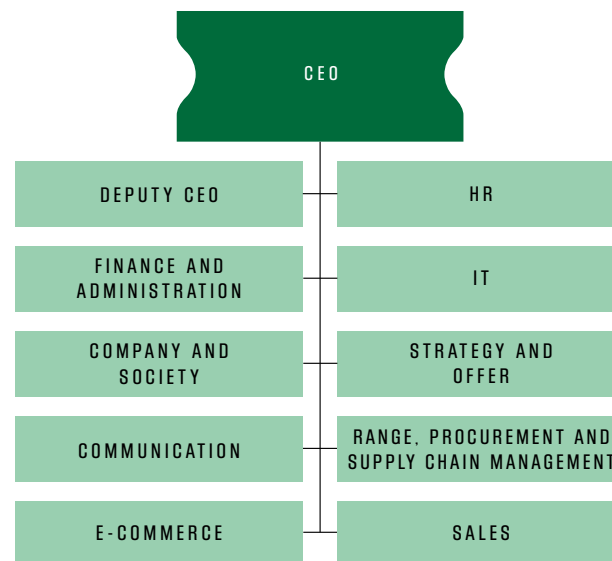 CEO
DEPUTY CEO
HR
FINANCE AND
ADMINISTRATION
IT
COMPANY AND
SOCIETY
STRATEGY AND
OFFER
COMMUNICATION
RANGE, PROCUREMENT AND
SUPPLY CHAIN MANAGEMENT
E-COMMERCE
SALES